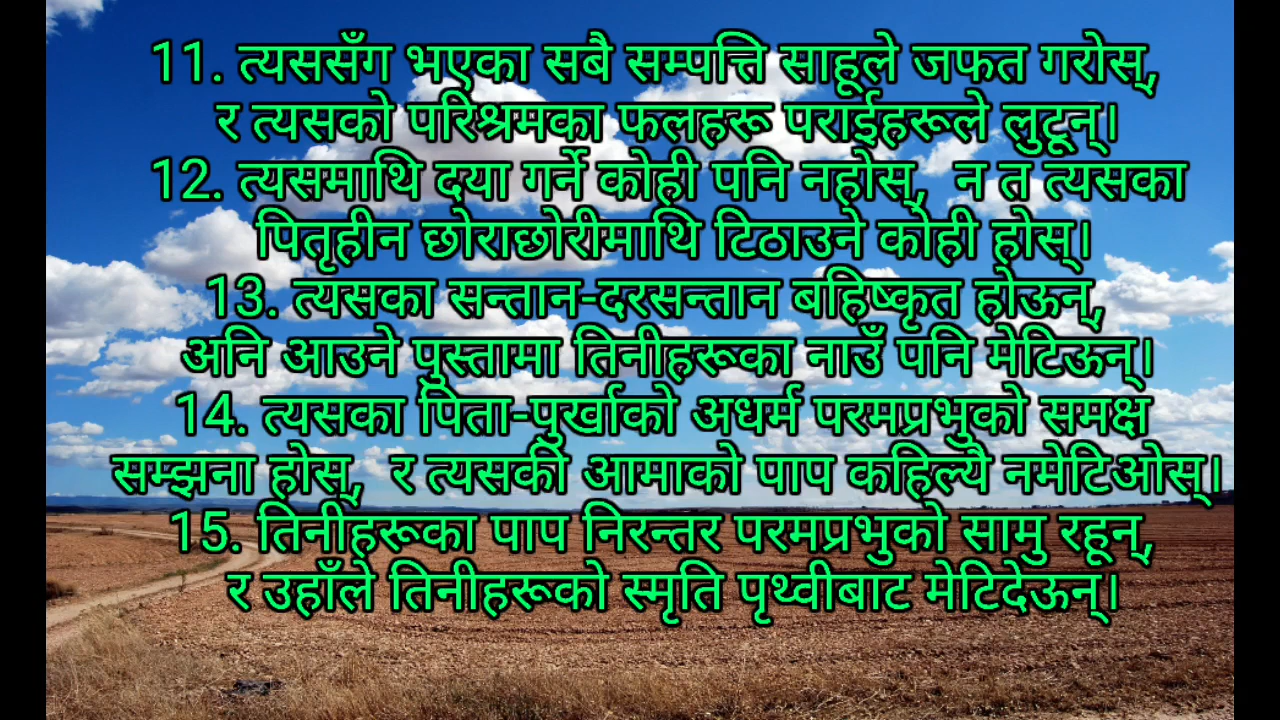 11. त्यससँग भएका सबै सम्पत्ति साहूले जफत गरोस्,
र त्यसको परिश्रमका फलहरू पराईहरूले लुटून्।
12. त्यसमाथि दया गर्ने कोही पनि नहोस्, न त त्यसका
पितृहीन छोराछोरीमाथि टिठाउने कोही होस्।
13. त्यसका सन्तान-दरसन्तान बहिष्कृत होऊन्,
अनि आउने पुस्तामा तिनीहरूका नाउँ पनि मेटिऊन्।
14. त्यसका पिता-पुर्खाको अधर्म परमप्रभुको समक्ष
सम्झना होस्, र त्यसकी आमाको पाप कहिल्यै नमेटिओस्।
15. तिनीहरूका पाप निरन्तर परमप्रभुको सामु रहून्,
र उहाँले तिनीहरूको स्मृति पृथ्वीबाट मेटिदेऊन्।